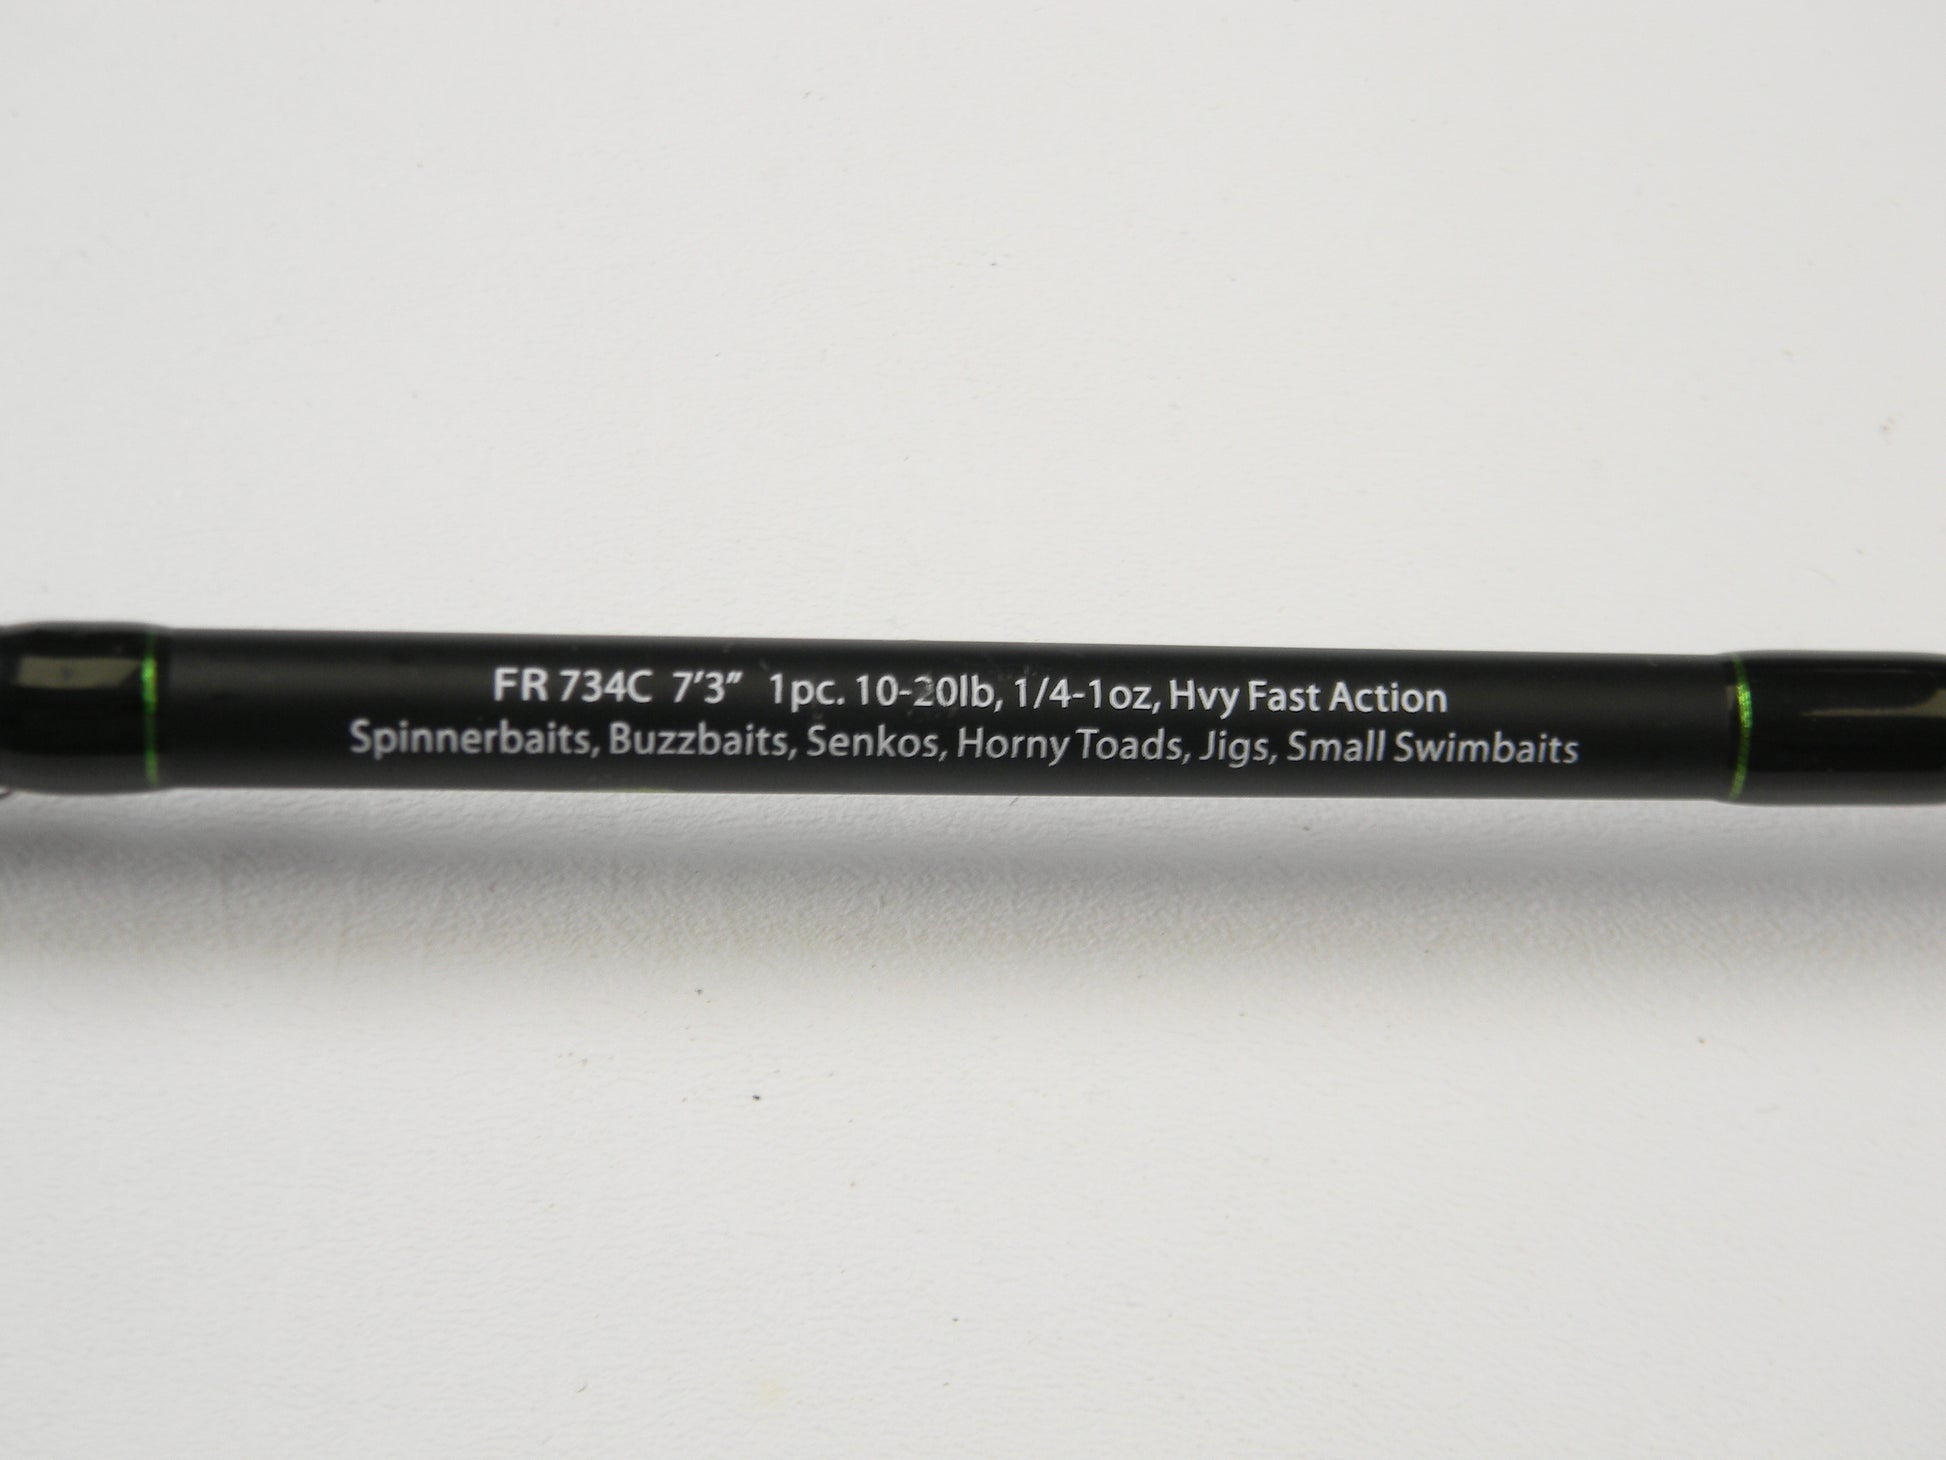 FR 734C 7'3" 1pc. 10-20lb, 1/4-1oz, Hvy Fast Action
Spinnerbaits, Buzzbaits, Senkos, Horny Toads, Jigs, Small Swimbaits